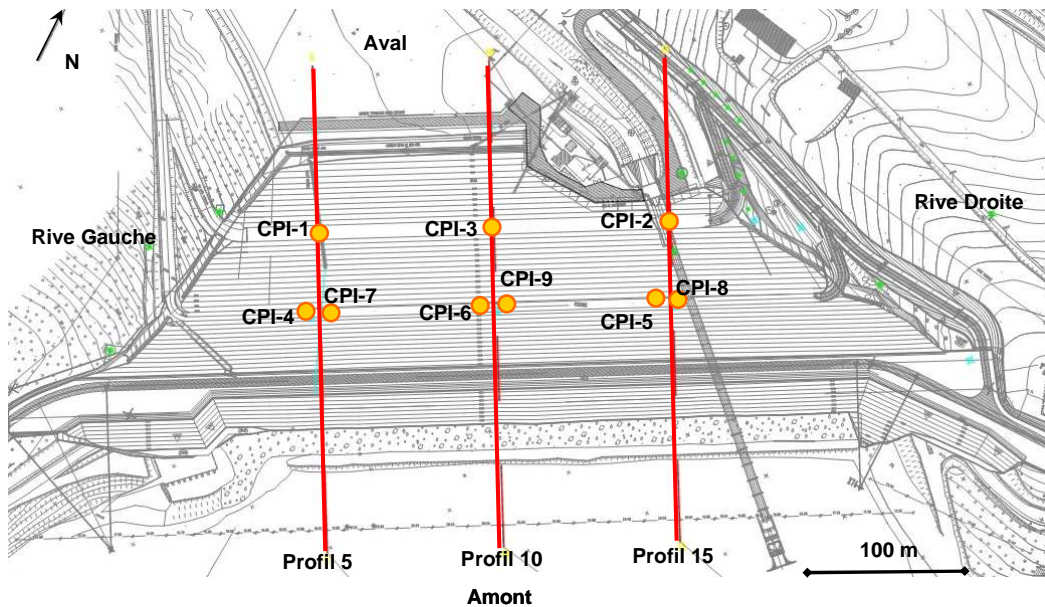 Aval
N
Rive Droite
CPI-1
CPI-3
CPI-2
Rive Gauche
CPI-9
CPI-7
CPI-8
CPI-4
CPI-6
CPI-5
100 m
Profil 5
Profil 10
Profil 15
Amont